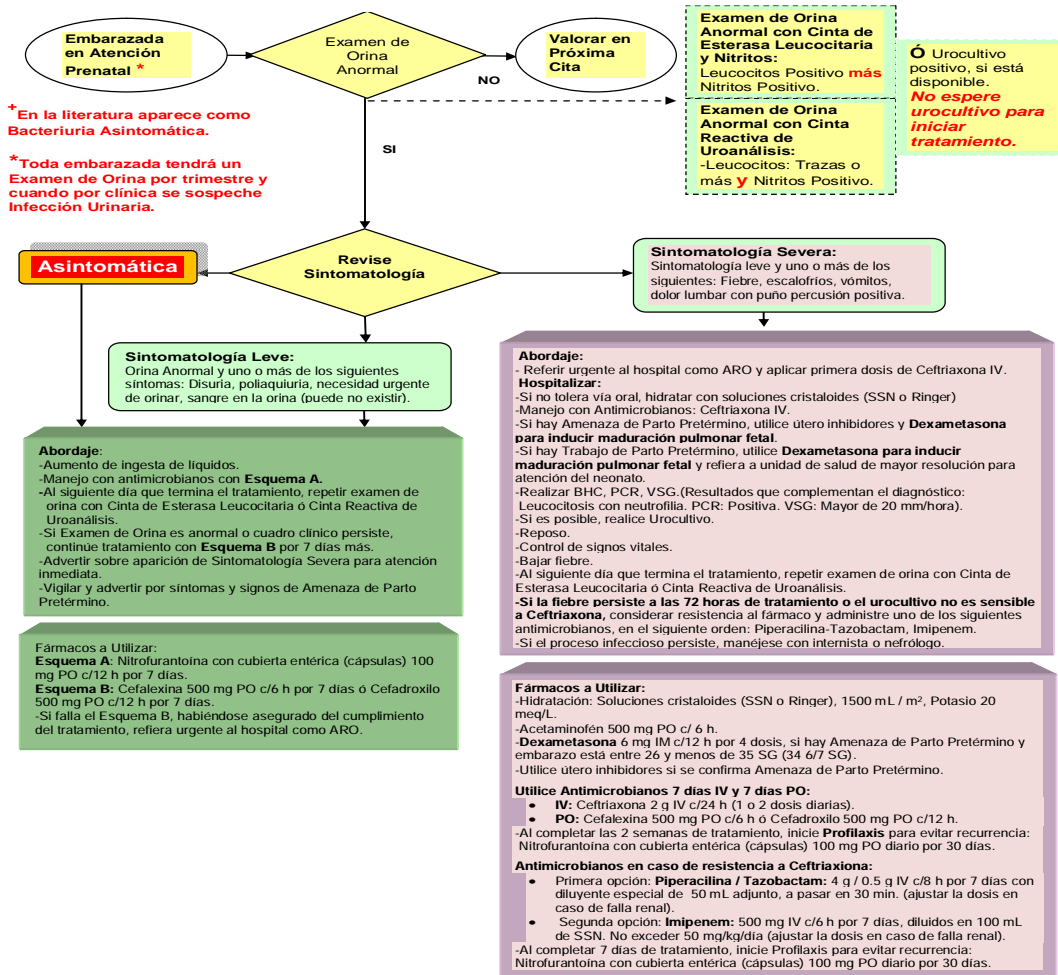 Embarazada
en Atención
Prenatal *
Examen de
Orina
Anormal
Valorar en
Próxima
Cita
NO
SI
Examen de Orina
Anormal con Cinta de
Esterasa Leucocitaria
y Nitritos:
Leucocitos Positivo más
Nitritos Positivo.
Examen de Orina
Anormal con Cinta
Reactiva de
Uroanálisis:
-Leucocitos: Trazas o
más y Nitritos Positivo.
Ó Urocultivo
positivo, si está
disponible.
No espere
urocultivo para
iniciar
tratamiento.
+En la literatura aparece como
Bacteriuria Asintomática.
*Toda embarazada tendrá un
Examen de Orina por trimestre y
cuando por clínica se sospeche
Infección Urinaria.
Asintomática
Revise
Sintomatología
Sintomatología Severa:
Sintomatología leve y uno o más de los
siguientes: Fiebre, escalofríos, vómitos,
dolor lumbar con puño percusión positiva.
Sintomatología Leve:
Orina Anormal y uno o más de los siguientes
síntomas: Disuria, poliaquiuria, necesidad urgente
de orinar, sangre en la orina (puede no existir).
Abordaje:
-Aumento de ingesta de líquidos.
-Manejo con antimicrobianos con Esquema A.
-Al siguiente día que termina el tratamiento, repetir examen de
orina con Cinta de Esterasa Leucocitaria ó Cinta Reactiva de
Uroanálisis.
-Si Examen de Orina es anormal o cuadro clínico persiste,
continúe tratamiento con Esquema B por 7 días más.
-Advertir sobre aparición de Sintomatología Severa para atención
inmediata.
-Vigilar y advertir por síntomas y signos de Amenaza de Parto
Pretérmino.
Fármacos a Utilizar:
Esquema A: Nitrofurantoína con cubierta entérica (cápsulas) 100
mg PO c/12 h por 7 días.
Esquema B: Cefalexina 500 mg PO c/6 h por 7 días ó Cefadroxilo
500 mg PO c/12 h por 7 días.
-Si falla el Esquema B, habiéndose asegurado del cumplimiento
del tratamiento, refiera urgente al hospital como ARO.
Abordaje:
- Referir urgente al hospital como ARO y aplicar primera dosis de Ceftriaxona IV.
Hospitalizar:
-Si no tolera vía oral, hidratar con soluciones cristaloides (SSN o Ringer)
-Manejo con Antimicrobianos: Ceftriaxona IV.
-Si hay Amenaza de Parto Pretérmino, utilice útero inhibidores y Dexametasona
para inducir maduración pulmonar fetal.
-Si hay Trabajo de Parto Pretérmino, utilice Dexametasona para inducir
maduración pulmonar fetal y refiera a unidad de salud de mayor resolución para
atención del neonato.
-Realizar BHC, PCR, VSG.(Resultados que complementan el diagnóstico:
Leucocitosis con neutrofilia. PCR: Positiva. VSG: Mayor de 20 mm/hora).
-Si es posible, realice Urocultivo.
-Reposo.
-Control de signos vitales.
-Bajar fiebre.
-Al siguiente día que termina el tratamiento, repetir examen de orina con Cinta de
Esterasa Leucocitaria ó Cinta Reactiva de Uroanálisis.
-Si la fiebre persiste a las 72 horas de tratamiento o el urocultivo no es sensible
a Ceftriaxona, considerar resistencia al fármaco y administre uno de los siguientes
antimicrobianos, en el siguiente orden: Piperacilina-Tazobactam, Imipenem.
-Si el proceso infeccioso persiste, manéjese con internista o nefrólogo.
Fármacos a Utilizar:
-Hidratación: Soluciones cristaloides (SSN o Ringer), 1500 mL / m², Potasio 20
meq/L.
-Acetaminofén 500 mg PO c/ 6 h.
-Dexametasona 6 mg IM c/12 h por 4 dosis, si hay Amenaza de Parto Pretérmino y
embarazo está entre 26 y menos de 35 SG (34 6/7 SG).
-Utilice útero inhibidores si se confirma Amenaza de Parto Pretérmino.
Utilice Antimicrobianos 7 días IV y 7 días PO:
• IV: Ceftriaxona 2 g IV c/24 h (1 o 2 dosis diarias).
• PO: Cefalexina 500 mg PO c/6 h ó Cefadroxilo 500 mg PO c/12 h.
-Al completar las 2 semanas de tratamiento, inicie Profilaxis para evitar recurrencia:
Nitrofurantoína con cubierta entérica (cápsulas) 100 mg PO diario por 30 días.
Antimicrobianos en caso de resistencia a Ceftriaxiona:
• Primera opción: Piperacilina / Tazobactam: 4 g / 0.5 g IV c/8 h por 7 días con
diluyente especial de 50 mL adjunto, a pasar en 30 min. (ajustar la dosis en
caso de falla renal).
• Segunda opción: Imipenem: 500 mg IV c/6 h por 7 días, diluidos en 100 mL
de SSN. No exceder 50 mg/kg/día (ajustar la dosis en caso de falla renal).
-Al completar 7 días de tratamiento, inicie Profilaxis para evitar recurrencia:
Nitrofurantoína con cubierta entérica (cápsulas) 100 mg PO diario por 30 días.